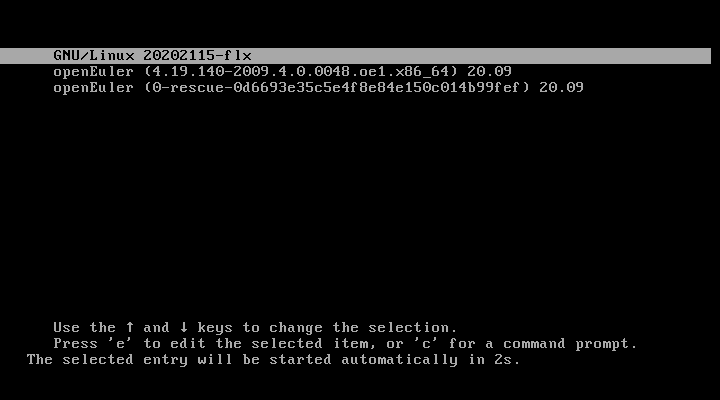 GNU/Linux 20202115-flx
openEuler (4.19.140-2009.4.0.0048.oe1.x86_64) 20.09
openEuler (0-rescue-0d6693e35c5e4f8e84e150c014b99fef) 20.09
Use the ↑ and ↓ keys to change the selection.
Press 'e' to edit the selected item, or 'c' for a command prompt.
The selected entry will be started automatically in 2s.